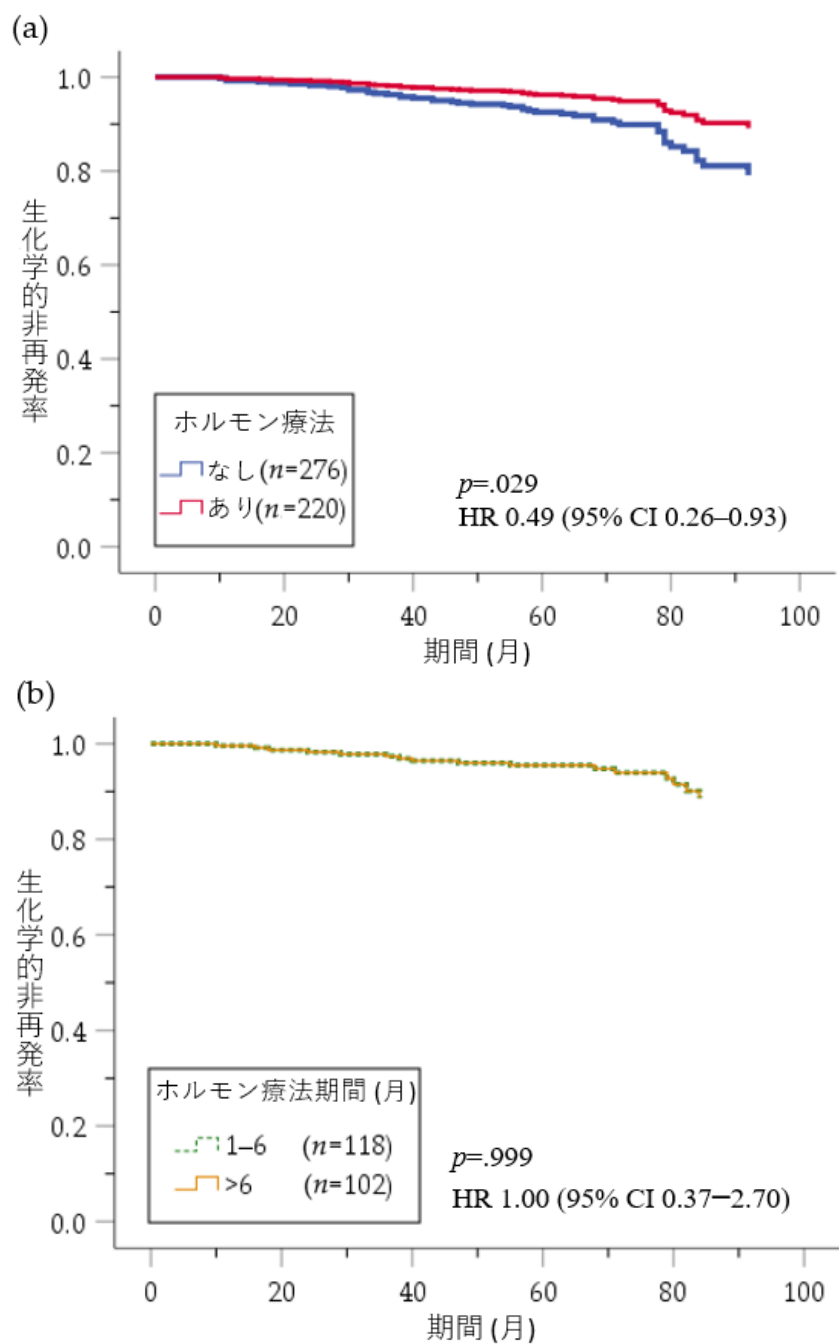 (a)
生化学的非再発率
1.0
0.8
0.6
0.4
0.2
0.0
ホルモン療法
なし(n=276)
あり(n=220)
p=.029
HR 0.49 (95% CI 0.26–0.93)
0 20 40 60 80 100
期間 (月)
(b)
生化学的非再発率
1.0
0.8
0.6
0.4
0.2
0.0
ホルモン療法期間 (月)
1–6 (n=118)
>6 (n=102)
p=.999
HR 1.00 (95% CI 0.37–2.70)
0 20 40 60 80 100
期間 (月)